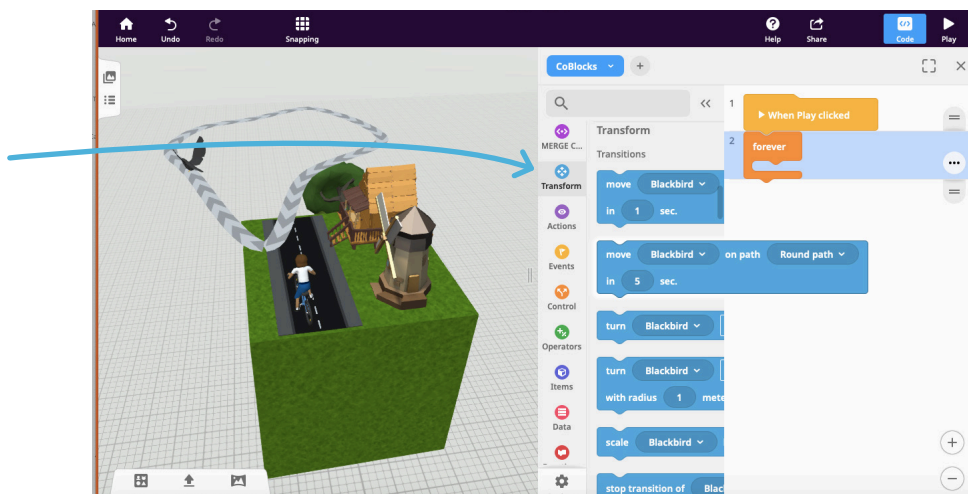 Home
Undo
Redo
Snapping
Help
Share
Code
Play
CoBlocks
MERGE C...
Transform
Actions
Events
Control
Operators
Items
Data
Transform
Transitions
move Blackbird
in 1 sec.
move Blackbird on path Round path
in 5 sec.
turn Blackbird
turn Blackbird
with radius 1 mete
scale Blackbird
stop transition of Blac
1
When Play clicked
2
forever